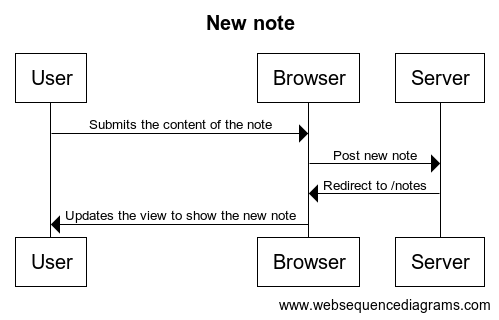 New note
User
Browser
Server
Submits the content of the note
Post new note
Redirect to /notes
Updates the view to show the new note
User
Browser
Server
www.websequencediagrams.com